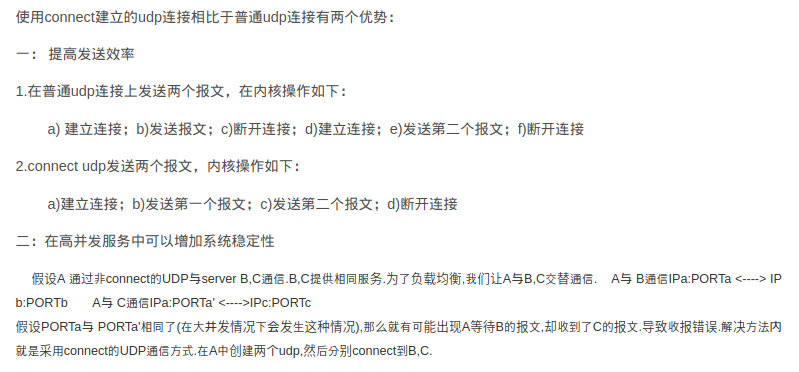 使用connect建立的udp连接相比于普通udp连接有两个优势：
一： 提高发送效率
1.在普通udp连接上发送两个报文，在内核操作如下：
a) 建立连接；b)发送报文；c)断开连接；d)建立连接；e)发送第二个报文；f)断开连接
2.connect udp发送两个报文，内核操作如下：
a)建立连接；b)发送第一个报文；c)发送第二个报文；d)断开连接
二：在高并发服务中可以增加系统稳定性
假设A 通过非connect的UDP与server B,C通信.B,C提供相同服务.为了负载均衡,我们让A与B,C交替通信. A与 B通信IPa:PORTa <----> IP
b:PORTb A与 C通信IPa:PORTa' <---->IPc:PORTc
假设PORTa与 PORTa'相同了(在大并发情况下会发生这种情况),那么就有可能出现A等待B的报文,却收到了C的报文.导致收报错误.解决方法内
就是采用connect的UDP通信方式.在A中创建两个udp,然后分别connect到B,C.